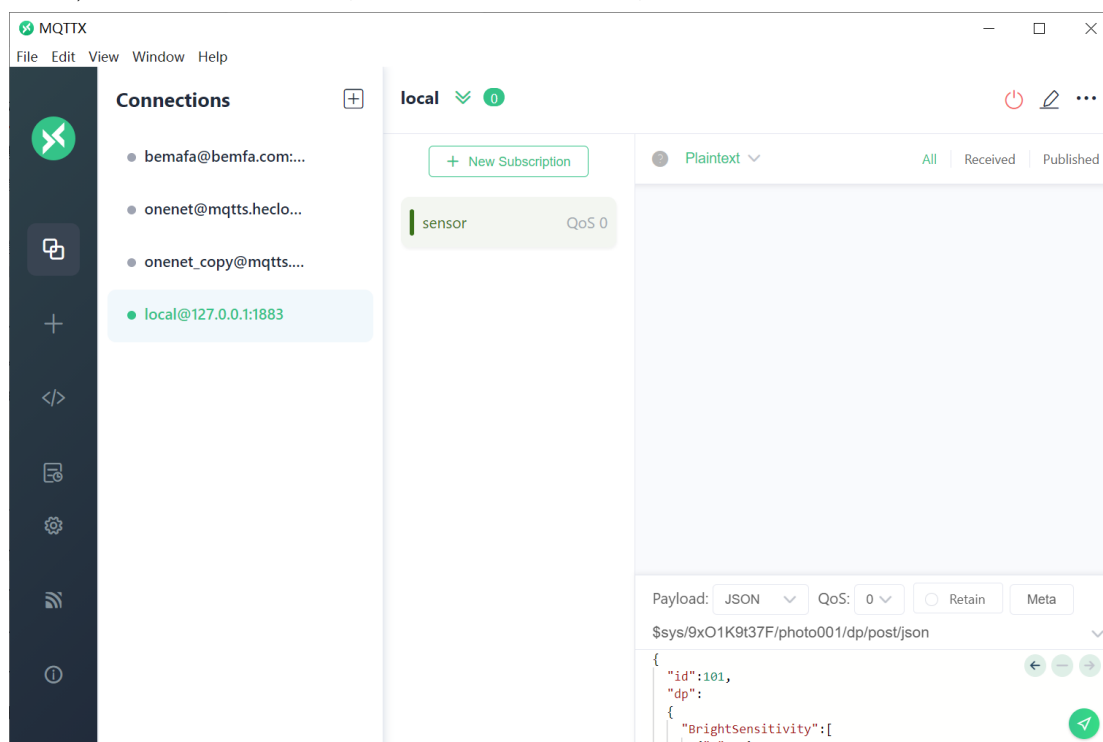 MQTTX
File Edit View Window Help
Connections
bemafa@bemfa.com:...
onenet@mqtts.heclo...
onenet_copy@mqtts....
local@127.0.0.1:1883
local 0
+ New Subscription
sensor QoS 0
Plaintext All Received Published
Payload: JSON QoS: 0 Retain Meta
$sys/9xO1K9t37F/photo001/dp/post/json
{
"id":101,
"dp":
{
"BrightSensitivity":[